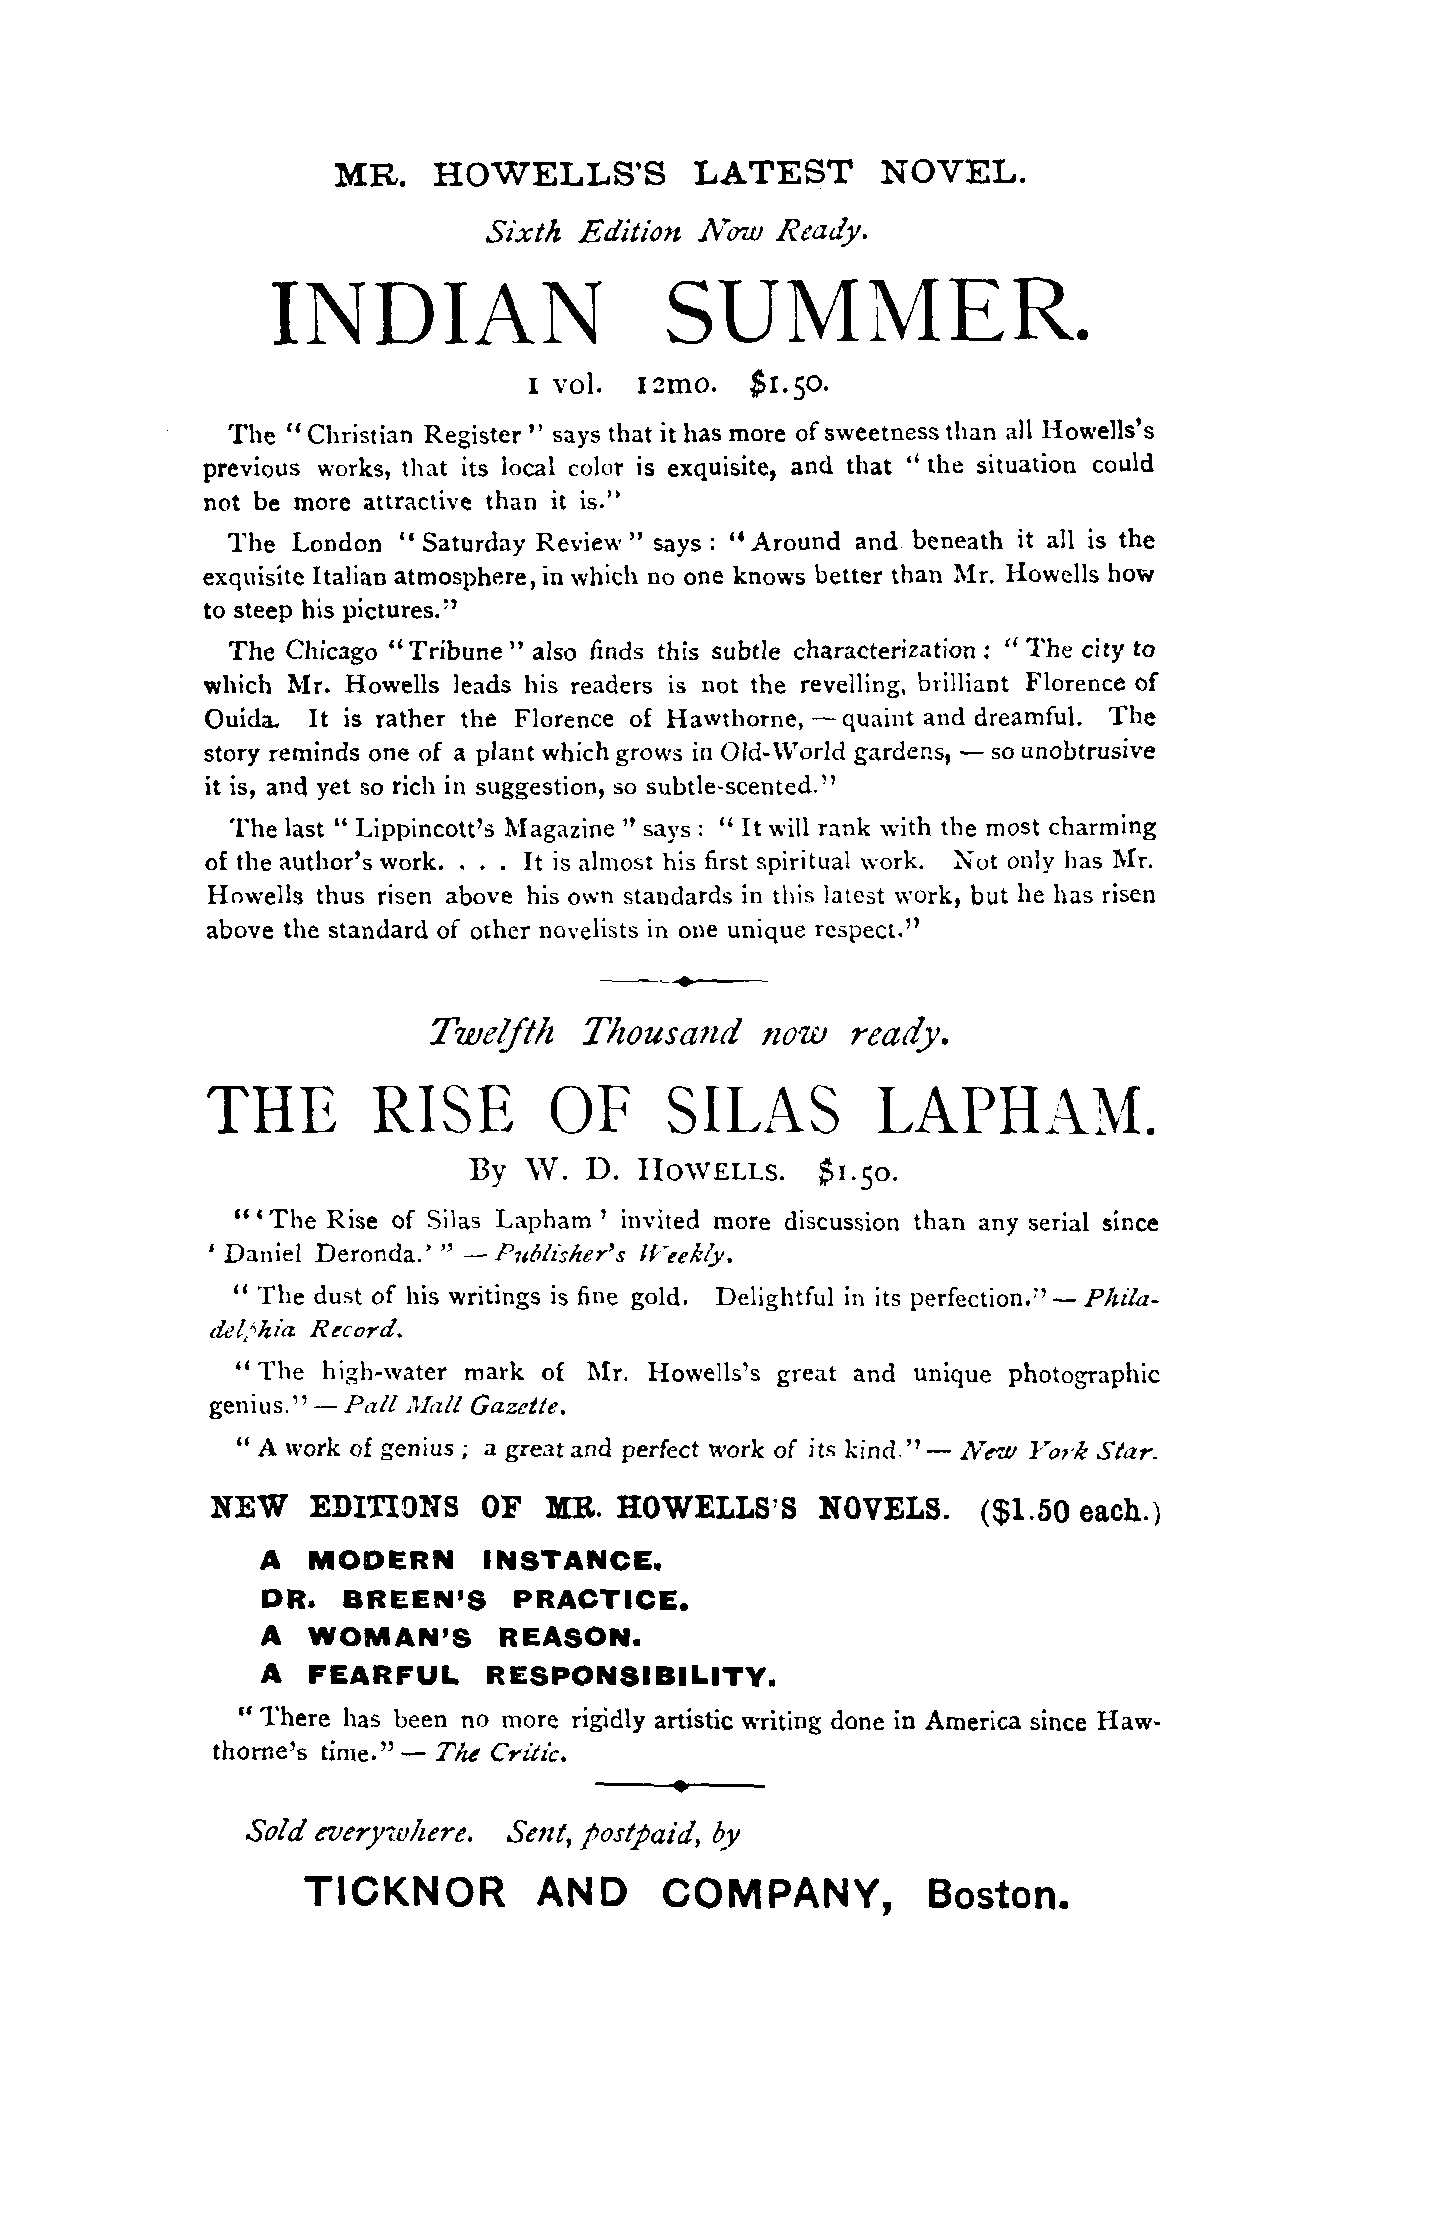 MR. HOWELLS'S LATEST NOVEL.
Sixth Edition Now Ready.
INDIAN SUMMER.
1 vol. 12mo. $1.50.
The "Christian Register" says that it has more of sweetness than all Howells's
previous works, that its local color is exquisite, and that "the situation could
not be more attractive than it is."
The London "Saturday Review" says: "Around and beneath it all is the
exquisite Italian atmosphere, in which no one knows better than Mr. Howells how
to steep his pictures."
The Chicago "Tribune" also finds this subtle characterization: "The city to
which Mr. Howells leads his readers is not the revelling, brilliant Florence of
Ouida. It is rather the Florence of Hawthorne, — quaint and dreamful. The
story reminds one of a plant which grows in Old-World gardens, — so unobtrusive
it is, and yet so rich in suggestion, so subtle-scented."
The last "Lippincott's Magazine" says: "It will rank with the most charming
of the author's work. . . . It is almost his first spiritual work. Not only has Mr.
Howells thus risen above his own standards in this latest work, but he has risen
above the standard of other novelists in one unique respect."
Twelfth Thousand now ready.
THE RISE OF SILAS LAPHAM.
By W. D. HOWELLS. $1.50.
"'The Rise of Silas Lapham' invited more discussion than any serial since
'Daniel Deronda.'" — Publisher's Weekly.
"The dust of his writings is fine gold. Delightful in its perfection." — Phila-
delphia Record.
"The high-water mark of Mr. Howells's great and unique photographic
genius." — Pall Mall Gazette.
"A work of genius; a great and perfect work of its kind." — New York Star.
NEW EDITIONS OF MR. HOWELLS'S NOVELS. ($1.50 each.)
A MODERN INSTANCE.
DR. BREEN'S PRACTICE.
A WOMAN'S REASON.
A FEARFUL RESPONSIBILITY.
"There has been no more rigidly artistic writing done in America since Haw-
thorne's time." — The Critic.
Sold everywhere. Sent, postpaid, by
TICKNOR AND COMPANY, Boston.